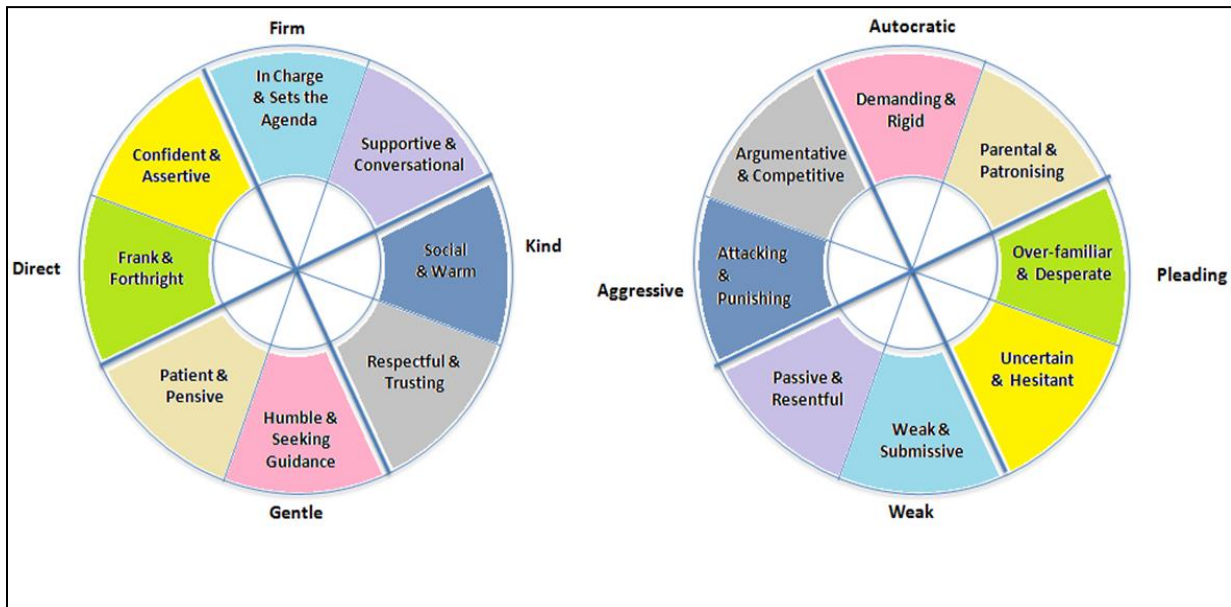 Firm
In Charge
& Sets the
Agenda
Supportive &
Conversational
Confident &
Assertive
Kind
Social
& Warm
Direct
Frank &
Forthright
Respectful &
Trusting
Patient &
Pensive
Humble &
Seeking
Guidance
Gentle
Autocratic
Demanding &
Rigid
Parental &
Patronising
Argumentative
& Competitive
Over-familiar
& Desperate
Pleading
Attacking
&
Punishing
Aggressive
Uncertain
& Hesitant
Passive &
Resentful
Weak &
Submissive
Weak